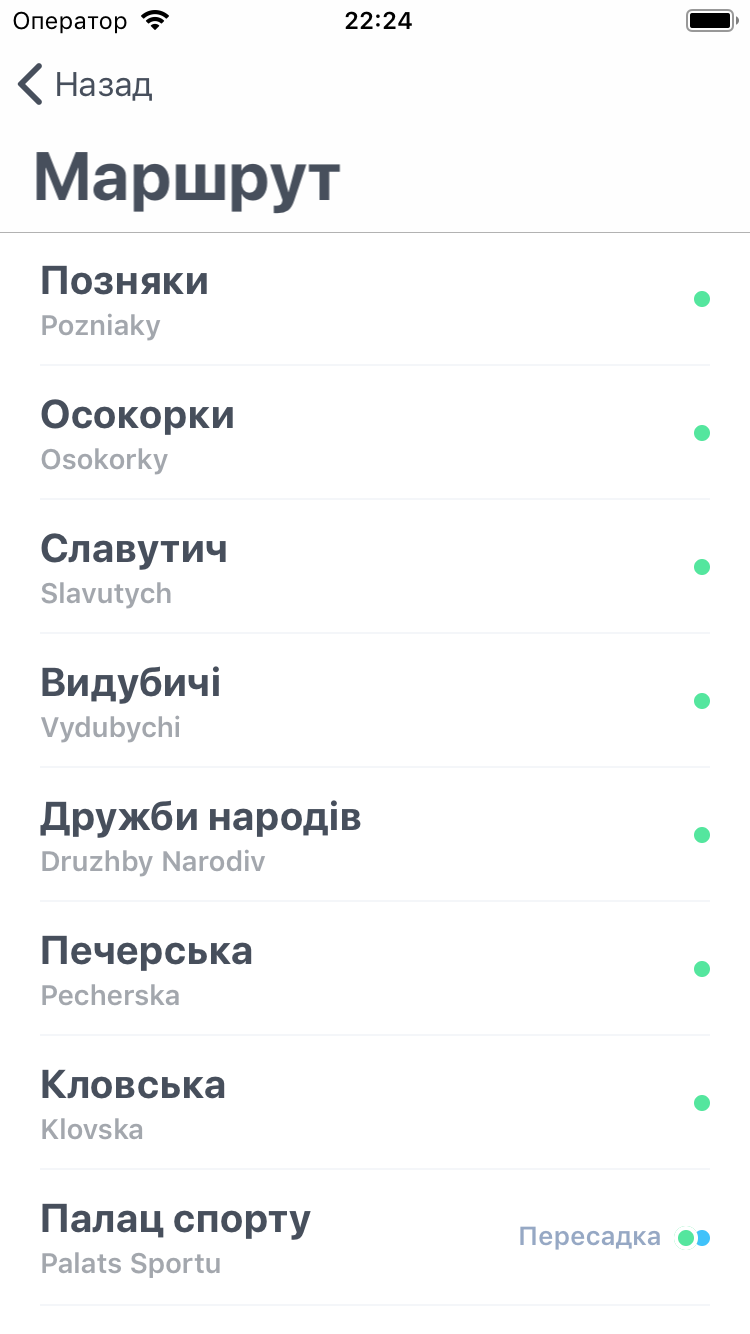 Оператор 22:24
Назад
Маршрут
Позняки
Pozniaky
Осокорки
Osokorky
Славутич
Slavutych
Видубичі
Vydubychi
Дружби народів
Druzhby Narodiv
Печерська
Pecherska
Кловська
Klovska
Палац спорту
Palats Sportu
Пересадка